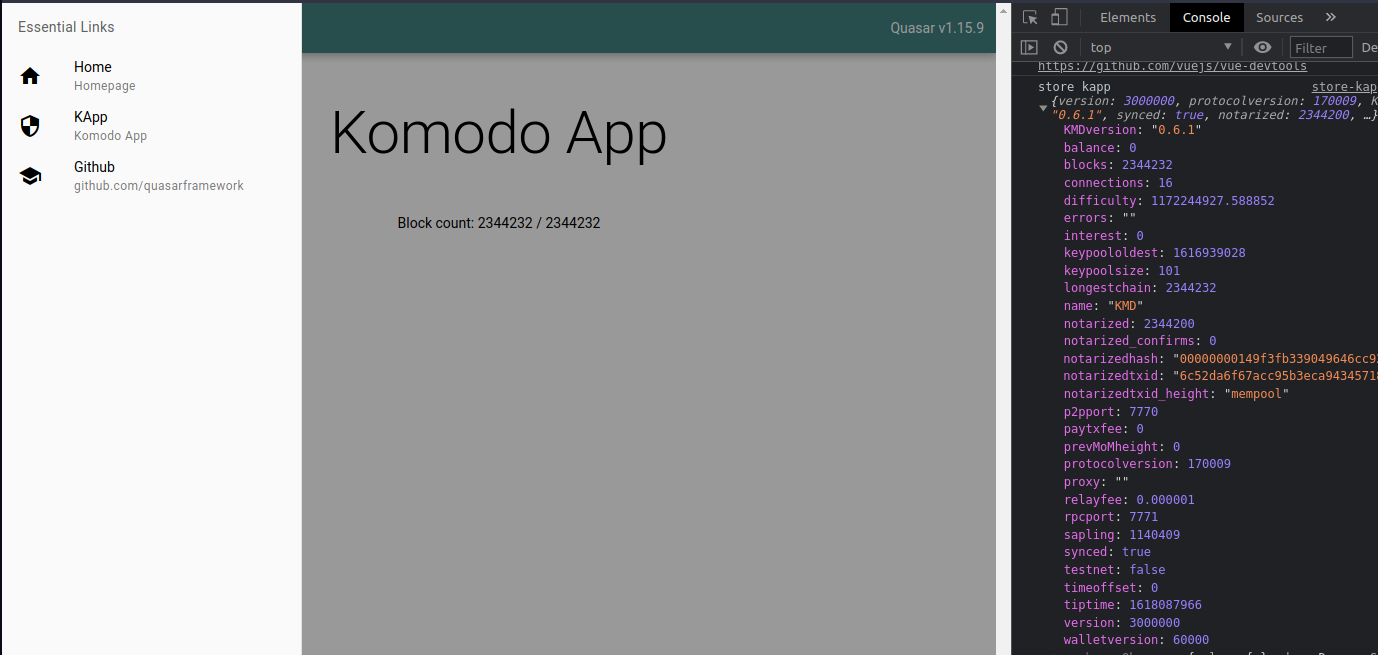 Essential Links
Home
Homepage
KApp
Komodo App
Github
github.com/quasarframework
Quasar v1.15.9
Komodo App
Block count: 2344232 / 2344232
Elements Console Sources »
top Filter De
https://github.com/vuejs/vue-devtools
store kapp store-kap
{version: 3000000, protocolversion: 170009, K
"0.6.1", synced: true, notarized: 2344200, …}
KMDversion: "0.6.1"
balance: 0
blocks: 2344232
connections: 16
difficulty: 1172244927.588852
errors: ""
interest: 0
keypoololdest: 1616939028
keypoolsize: 101
longestchain: 2344232
name: "KMD"
notarized: 2344200
notarized_confirms: 0
notarizedhash: "00000000149f3fb339049646cc9
notarizedtxid: "6c52da6f67acc95b3eca94345718
notarizedtxid_height: "mempool"
p2pport: 7770
paytxfee: 0
prevMoMheight: 0
protocolversion: 170009
proxy: ""
relayfee: 0.000001
rpcport: 7771
sapling: 1140409
synced: true
testnet: false
timeoffset: 0
tiptime: 1618087966
version: 3000000
walletversion: 60000